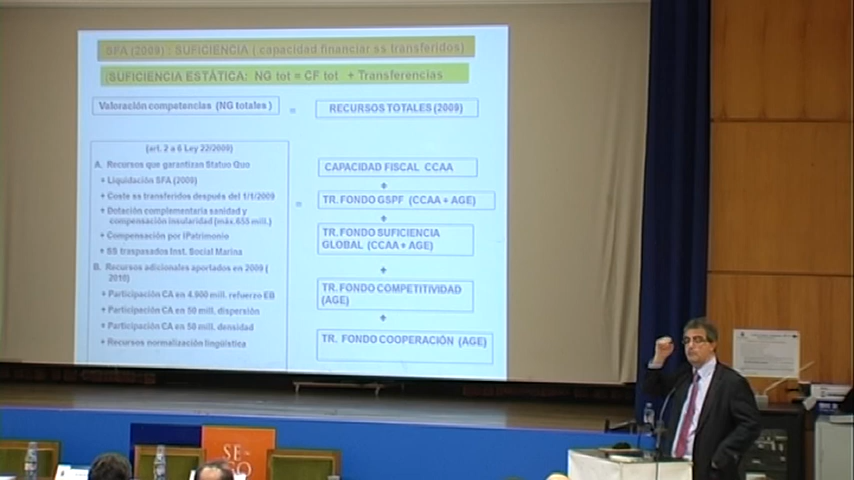 SFA (2009) : SUFICIENCIA ( capacidad financiar ss transferidos)
(SUFICIENCIA ESTÁTICA: NG tot = CF tot + Transferencias
Valoración competencias (NG totales )
=
RECURSOS TOTALES (2009)
(art. 2 a 6 Ley 22/2009)
A. Recursos que garantizan Statuo Quo
+ Liquidación SFA (2009)
+ Coste ss transferidos después del 1/1/2009
+ Dotación complementaria sanidad y
compensación insularidad (máx.655 mill.)
+ Compensación por IPatrimonio
+ SS traspasados Inst. Social Marina
B. Recursos adicionales aportados en 2009 (
2010)
+ Participación CA en 4.900 mill. refuerzo EB
+ Participación CA en 50 mill. dispersión
+ Participación CA en 50 mill. densidad
+ Recursos normalización lingüística
=
CAPACIDAD FISCAL CCAA
TR. FONDO GSPF (CCAA + AGE)
TR. FONDO SUFICIENCIA
GLOBAL (CCAA + AGE)
TR. FONDO COMPETITIVIDAD
(AGE)
TR. FONDO COOPERACIÓN (AGE)
SE
GO